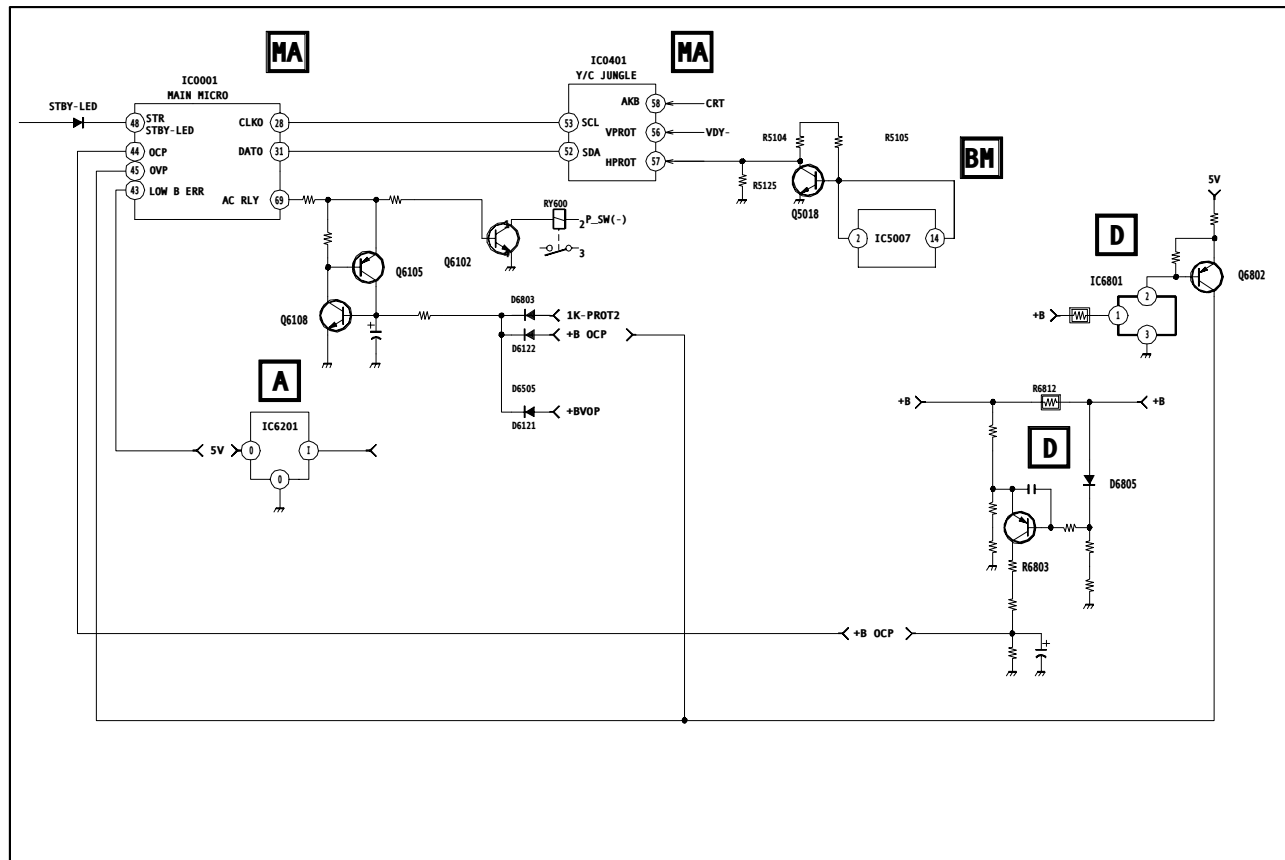 MA
MA
IC0001
MAIN MICRO
IC0401
Y/C JUNGLE
STBY-LED
48
STR
STBY-LED
CLKO
28
53
SCL
AKB
58
CRT
44
OCP
DATO
31
52
SDA
VPROT
56
VDY-
45
OVP
HPROT
57
43
LOW B ERR
AC RLY
69
R5104
R5105
BM
R5125
Q5018
2
IC5007
14
RY600
2
P_SW(-)
3
Q6105
Q6102
Q6108
D6803
1K-PROT2
+B OCP
D6122
D6505
+BVOP
D6121
5V
D
IC6801
Q6802
2
+B
1
3
A
IC6201
5V
O
I
O
R6812
+B
+B
D
D6805
R6803
+B OCP